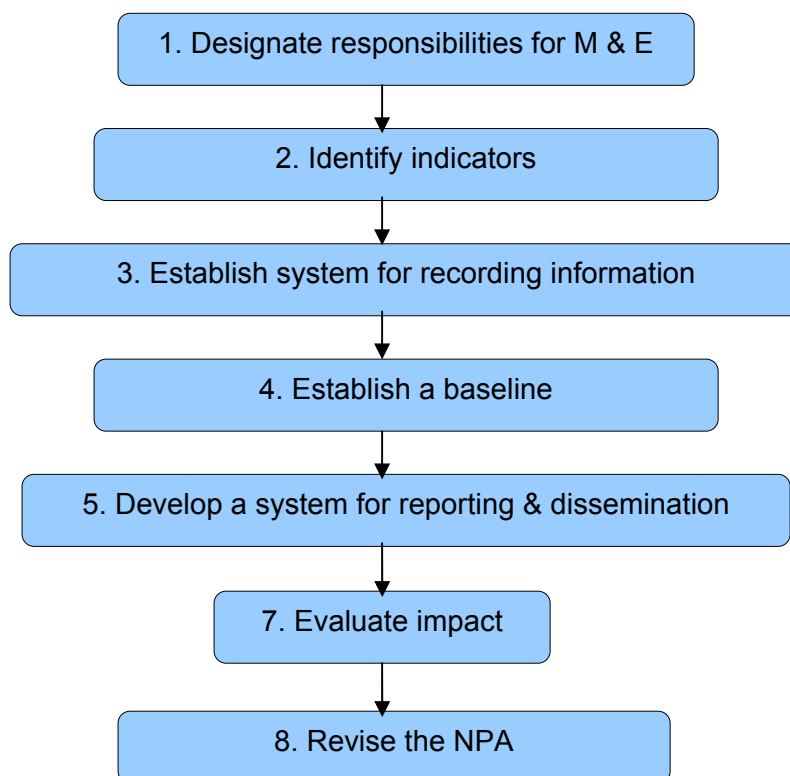 1. Designate responsibilities for M & E
2. Identify indicators
3. Establish system for recording information
4. Establish a baseline
5. Develop a system for reporting & dissemination
7. Evaluate impact
8. Revise the NPA